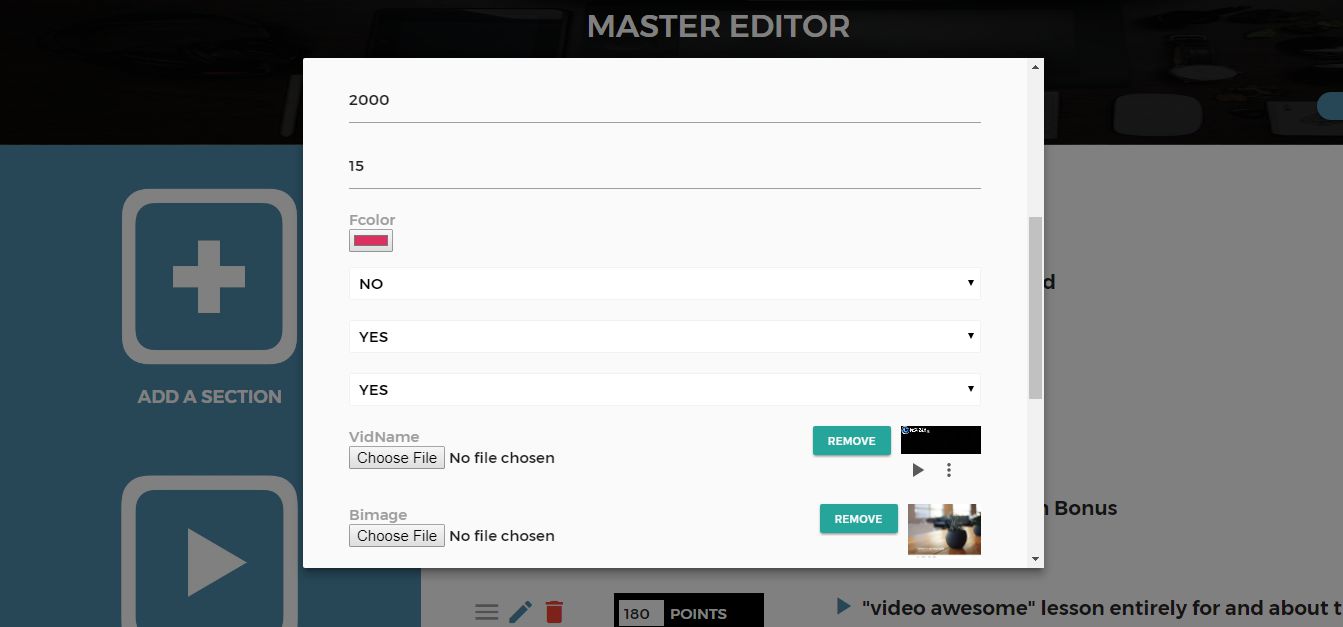 MASTER EDITOR
2000
15
Fcolor
NO
YES
YES
VidName
Choose File No file chosen
REMOVE
Bimage
Choose File No file chosen
REMOVE
ADD A SECTION
d
n Bonus
180 POINTS
"video awesome" lesson entirely for and about t